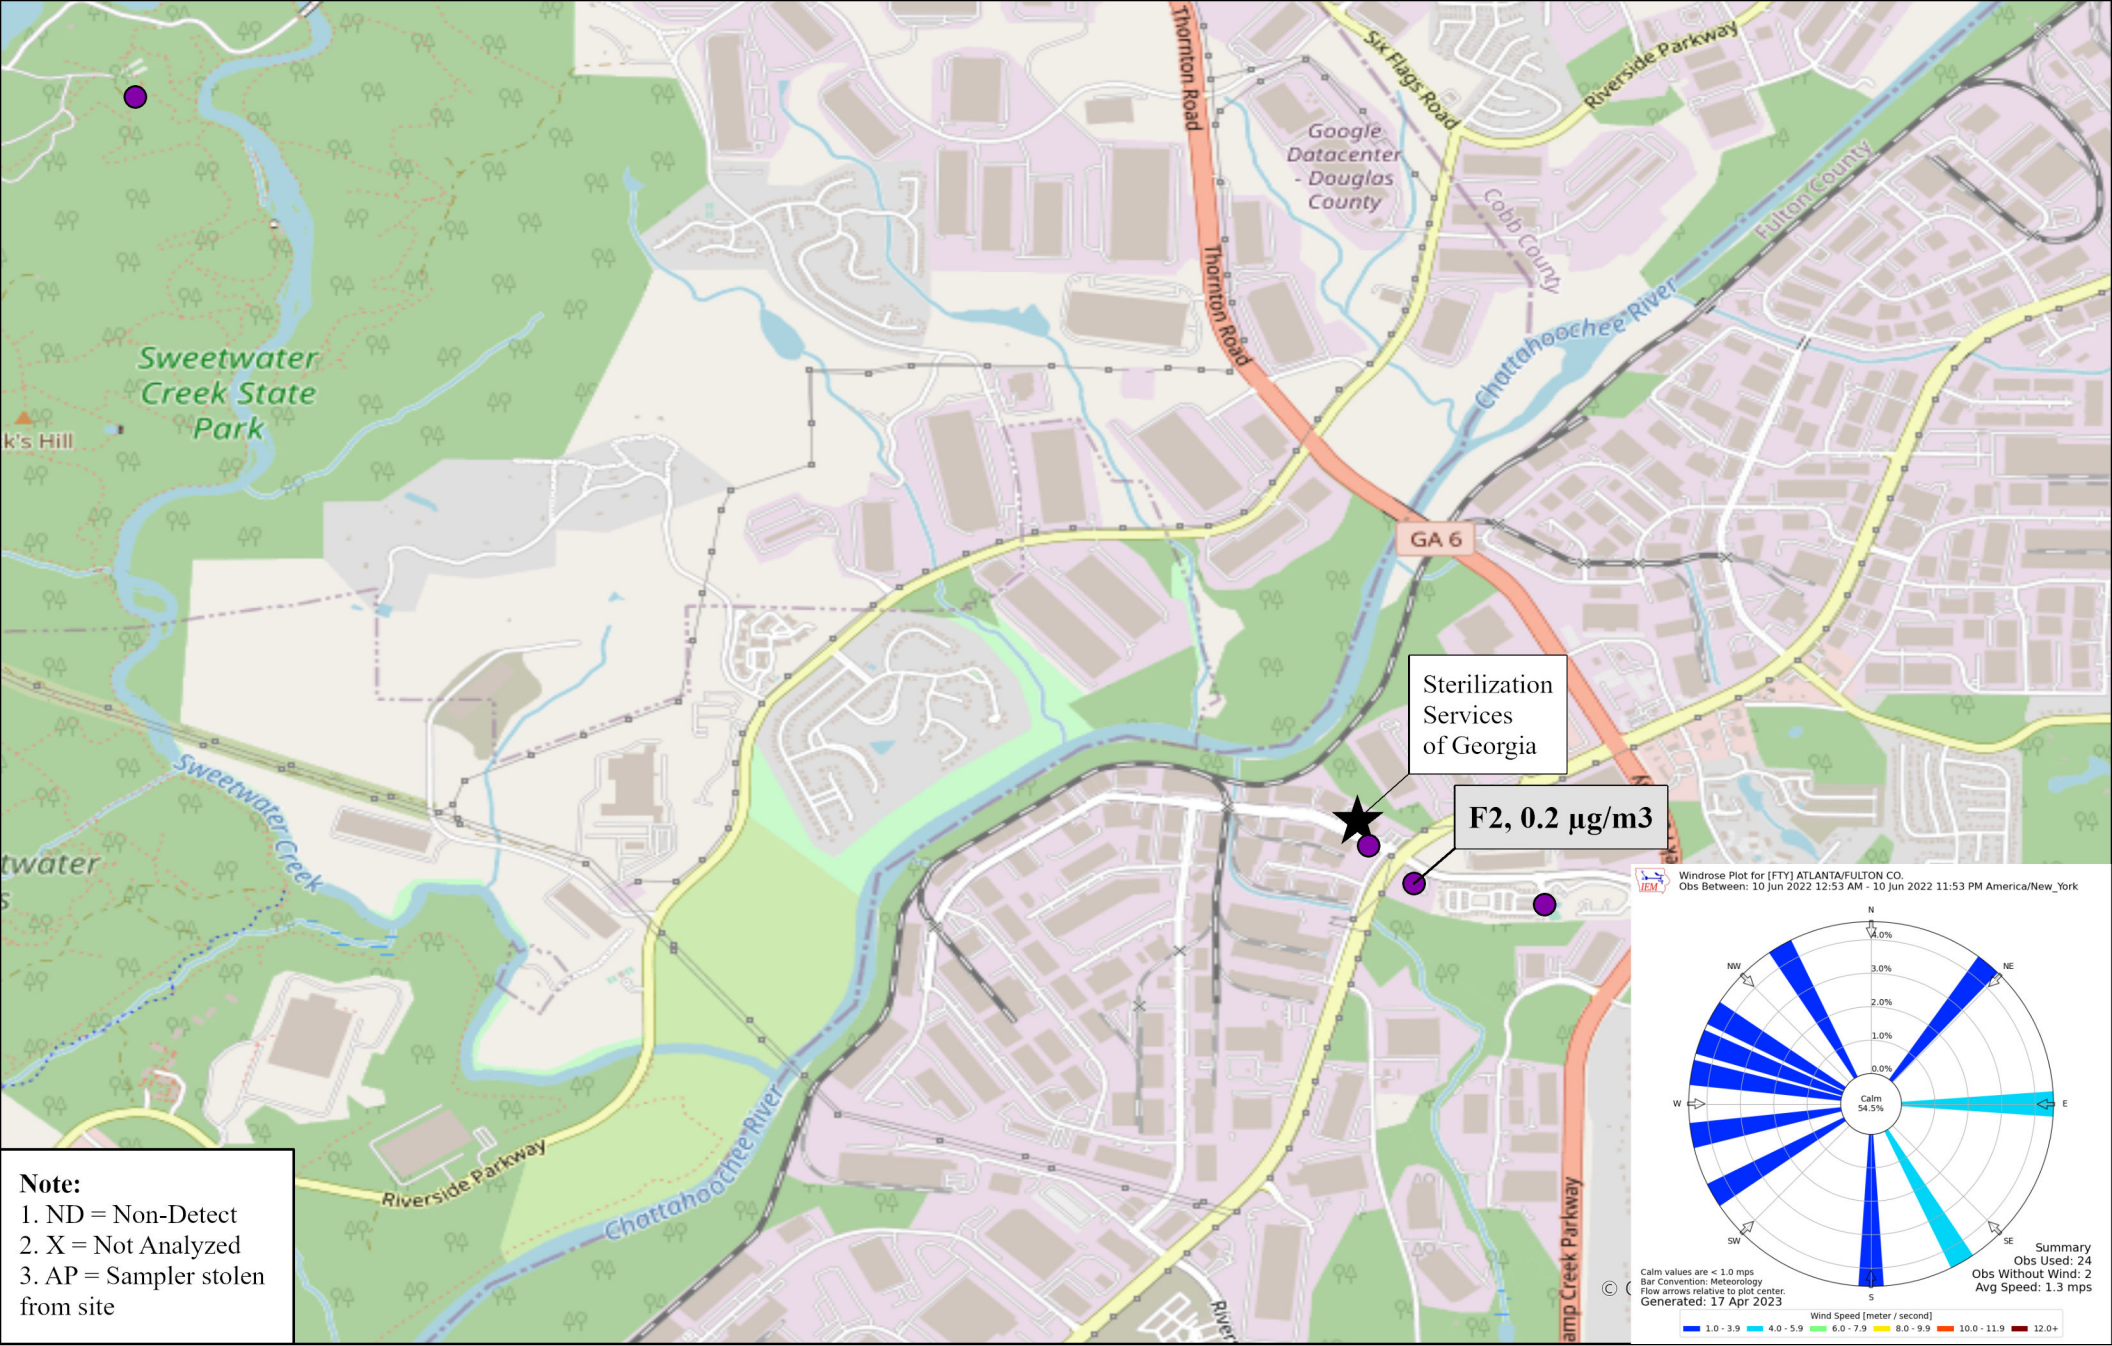 Thornton Road
Six Flags Road
Riverside Parkway
Google
Datacenter
- Douglas
County
Cobb County
Fulton County
Thornton Road
Chattahoochee River
Sweetwater
Creek State
Park
k's Hill
GA 6
Sterilization
Services
of Georgia
F2, 0.2 µg/m3
Sweetwater Creek
twater
s
Riverside Parkway
Chattahoochee River
amp Creek Parkway
River
©
Note:
1. ND = Non-Detect
2. X = Not Analyzed
3. AP = Sampler stolen
from site
IEM
Windrose Plot for [FTY] ATLANTA/FULTON CO.
Obs Between: 10 Jun 2022 12:53 AM - 10 Jun 2022 11:53 PM America/New_York
N
4.0%
NW
NE
3.0%
2.0%
1.0%
0.0%
W
Calm
54.5%
E
SW
SE
S
Summary
Obs Used: 24
Obs Without Wind: 2
Avg Speed: 1.3 mps
Calm values are < 1.0 mps
Bar Convention: Meteorology
Flow arrows relative to plot center.
Generated: 17 Apr 2023
Wind Speed [meter / second]
1.0 - 3.9 4.0 - 5.9 6.0 - 7.9 8.0 - 9.9 10.0 - 11.9 12.0+